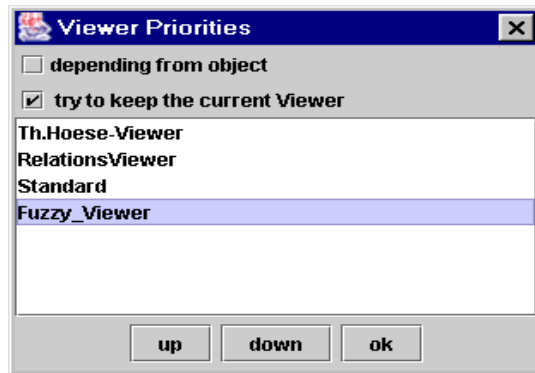 Viewer Priorities
depending from object
try to keep the current Viewer
Th.Hoese-Viewer
RelationsViewer
Standard
Fuzzy_Viewer
up down ok